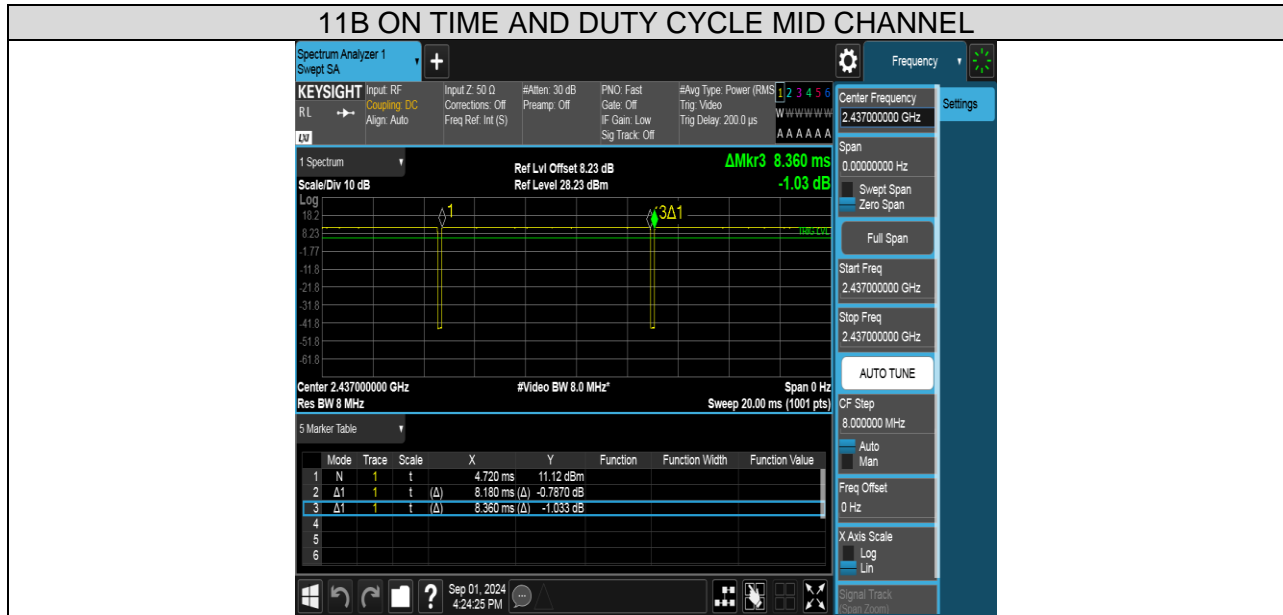 11B ON TIME AND DUTY CYCLE MID CHANNEL
Spectrum Analyzer 1
Swept SA
Frequency
KEYSIGHT Input: RF Input Z: 50 Ω #Atten: 30 dB PNO: Fast #Avg Type: Power (RMS 1 2 3 4 5 6
RL Coupling: DC Corrections: Off Preamp: Off Gate: Off Trig: Video W W W W W W
Align: Auto Freq Ref: Int (S) IF Gain: Low Trig Delay: 200.0 µs
LXI Sig Track: Off A A A A A A
Center Frequency
2.437000000 GHz
Settings
Span
0.00000000 Hz
Swept Span
Zero Span
Full Span
Start Freq
2.437000000 GHz
Stop Freq
2.437000000 GHz
AUTO TUNE
CF Step
8.000000 MHz
Auto
Man
Freq Offset
0 Hz
X Axis Scale
Log
Lin
Signal Track
(Span Zoom)
1 Spectrum Ref Lvl Offset 8.23 dB ΔMkr3 8.360 ms
Scale/Div 10 dB Ref Level 28.23 dBm -1.03 dB
Log
18.2
8.23
-1.77
-11.8
-21.8
-31.8
-41.8
-51.8
-61.8
1
3Δ1
TRIG LVL
Center 2.437000000 GHz #Video BW 8.0 MHz* Span 0 Hz
Res BW 8 MHz Sweep 20.00 ms (1001 pts)
5 Marker Table
Mode Trace Scale X Y Function Function Width Function Value
1 N 1 t 4.720 ms 11.12 dBm
2 Δ1 1 t (Δ) 8.180 ms (Δ) -0.7870 dB
3 Δ1 1 t (Δ) 8.360 ms (Δ) -1.033 dB
4
5
6
Sep 01, 2024
4:24:25 PM